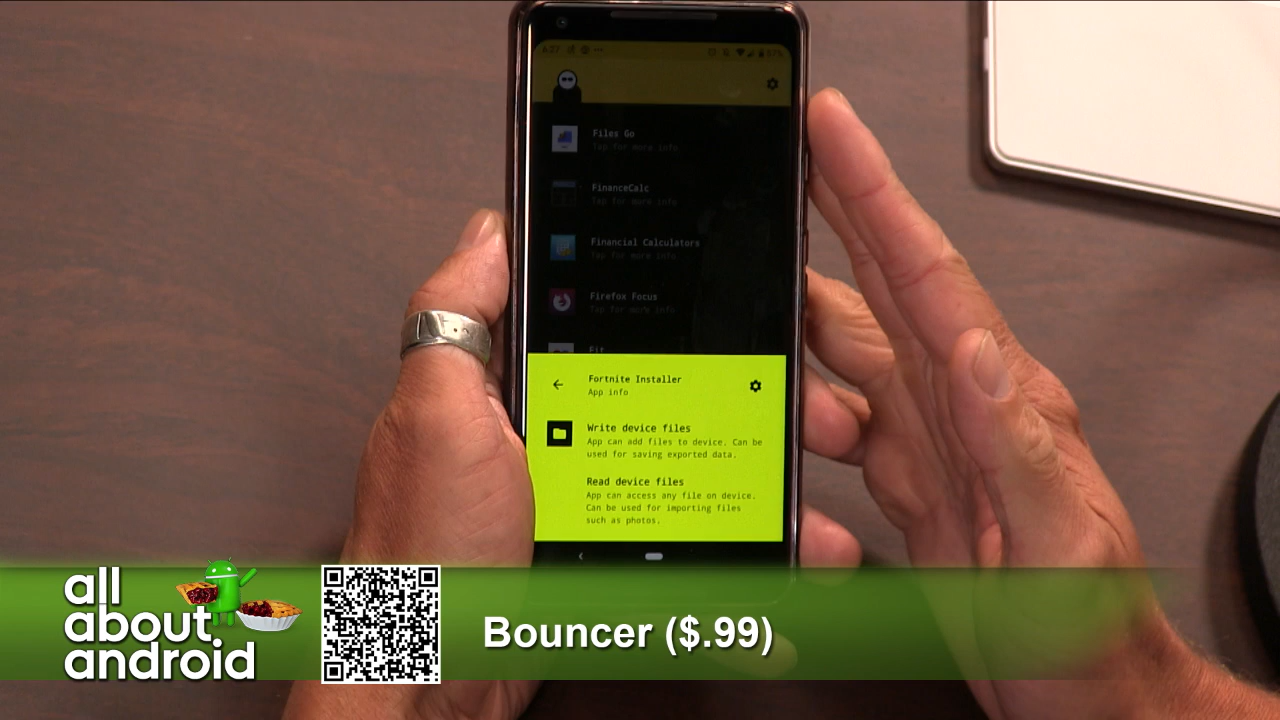 Files Go
Tap for more info
FinanceCalc
Tap for more info
Financial Calculators
Tap for more info
Firefox Focus
Tap for more info
Fit
Fortnite Installer
App info
Write device files
App can add files to device. Can be
used for saving exported data.
Read device files
App can access any file on device.
Can be used for importing files
such as photos.
all
about
android
Bouncer ($.99)